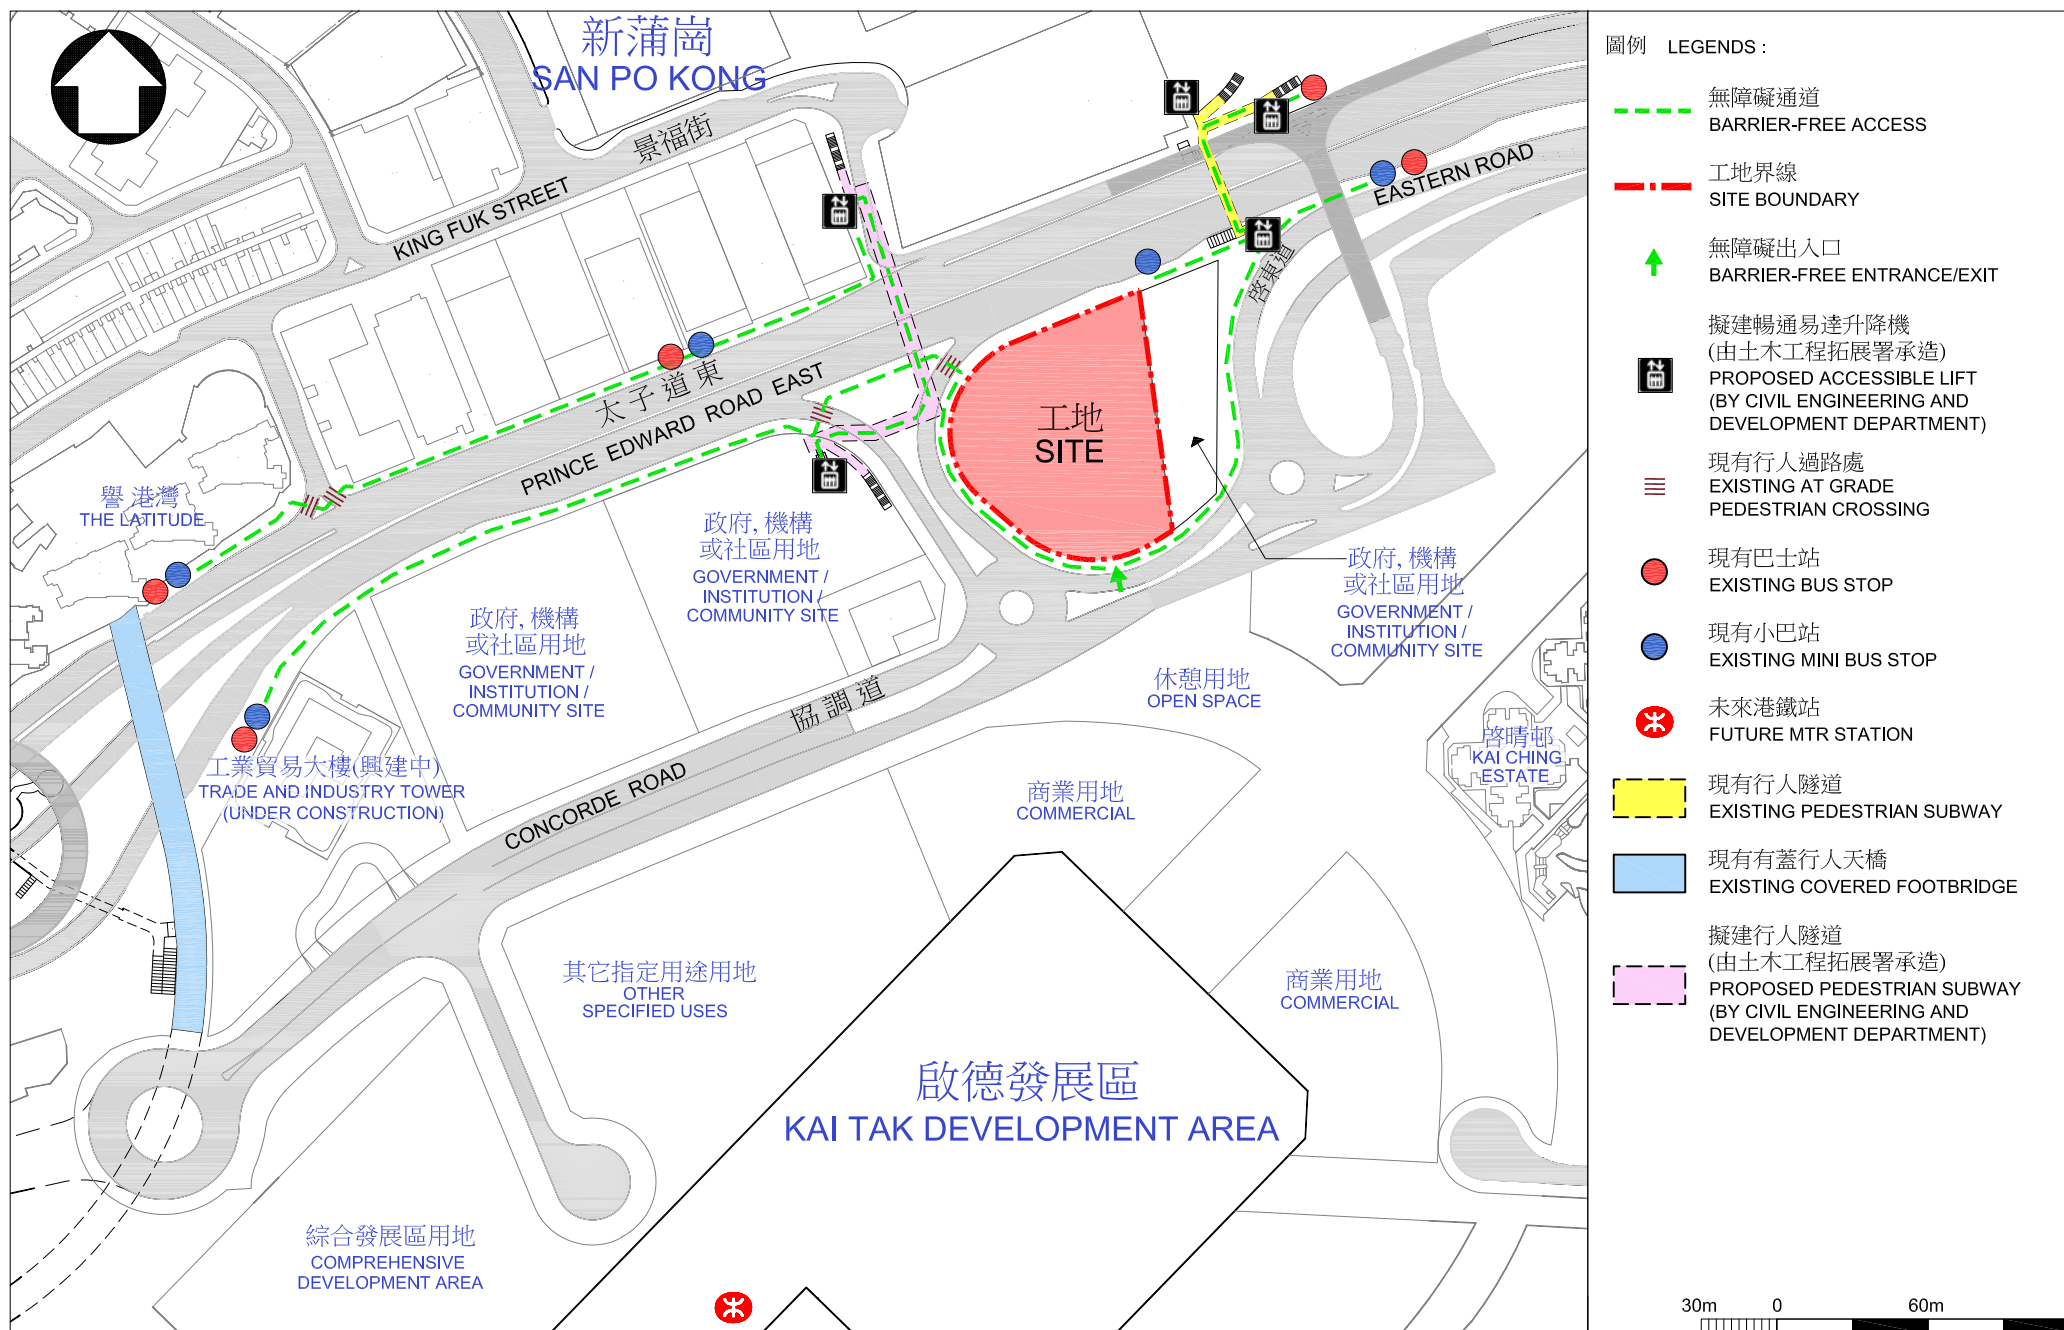 新蒲崗
SAN PO KONG
景福街
KING FUK STREET
EASTERN ROAD
啓東道
太子道東
PRINCE EDWARD ROAD EAST
工地
SITE
譽港灣
THE LATITUDE
政府, 機構
或社區用地
GOVERNMENT /
INSTITUTION /
COMMUNITY SITE
政府, 機構
或社區用地
GOVERNMENT /
INSTITUTION /
COMMUNITY SITE
政府, 機構
或社區用地
GOVERNMENT /
INSTITUTION /
COMMUNITY SITE
休憩用地
OPEN SPACE
協調道
CONCORDE ROAD
工業貿易大樓(興建中)
TRADE AND INDUSTRY TOWER
(UNDER CONSTRUCTION)
啓晴邨
KAI CHING
ESTATE
商業用地
COMMERCIAL
其它指定用途用地
OTHER
SPECIFIED USES
商業用地
COMMERCIAL
啟德發展區
KAI TAK DEVELOPMENT AREA
綜合發展區用地
COMPREHENSIVE
DEVELOPMENT AREA
圖例 LEGENDS :
無障礙通道
BARRIER-FREE ACCESS
工地界線
SITE BOUNDARY
無障礙出入口
BARRIER-FREE ENTRANCE/EXIT
擬建暢通易達升降機
(由土木工程拓展署承造)
PROPOSED ACCESSIBLE LIFT
(BY CIVIL ENGINEERING AND
DEVELOPMENT DEPARTMENT)
現有行人過路處
EXISTING AT GRADE
PEDESTRIAN CROSSING
現有巴士站
EXISTING BUS STOP
現有小巴站
EXISTING MINI BUS STOP
未來港鐵站
FUTURE MTR STATION
現有行人隧道
EXISTING PEDESTRIAN SUBWAY
現有有蓋行人天橋
EXISTING COVERED FOOTBRIDGE
擬建行人隧道
(由土木工程拓展署承造)
PROPOSED PEDESTRIAN SUBWAY
(BY CIVIL ENGINEERING AND
DEVELOPMENT DEPARTMENT)
30m 0 60m